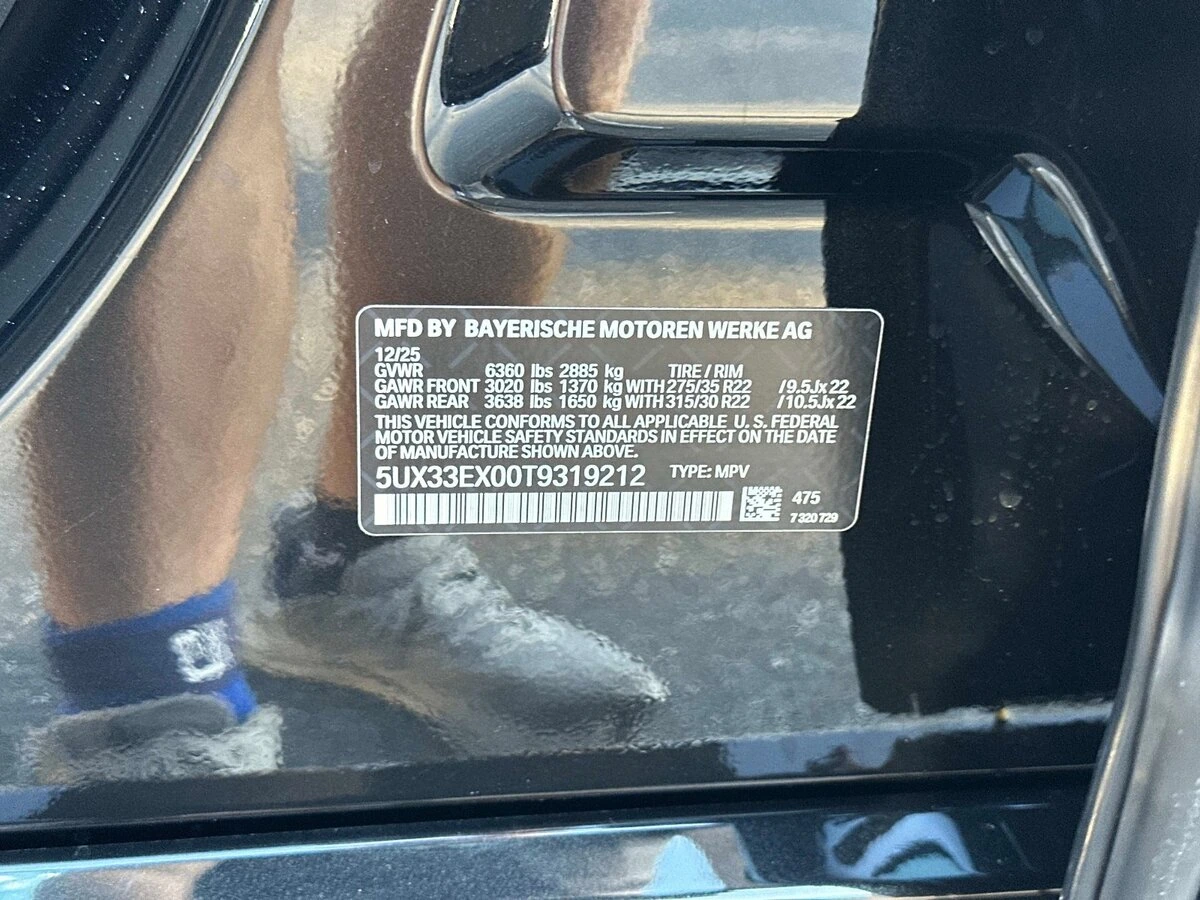 MFD BY BAYERISCHE MOTOREN WERKE AG
12/25
GVWR 6360 lbs 2885 kg TIRE / RIM
GAWR FRONT 3020 lbs 1370 kg WITH 275/35 R22 /9.5Jx22
GAWR REAR 3638 lbs 1650 kg WITH 315/30 R22 /10.5Jx22
THIS VEHICLE CONFORMS TO ALL APPLICABLE U.S. FEDERAL
MOTOR VEHICLE SAFETY STANDARDS IN EFFECT ON THE DATE
OF MANUFACTURE SHOWN ABOVE.
5UX33EX00T9319212 TYPE: MPV
475
7 320 729